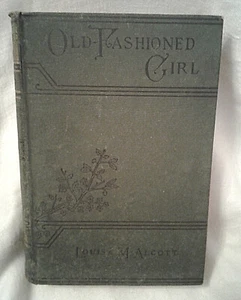 OLD-FASHIONED
GIRL
LOUISA M. ALCOTT